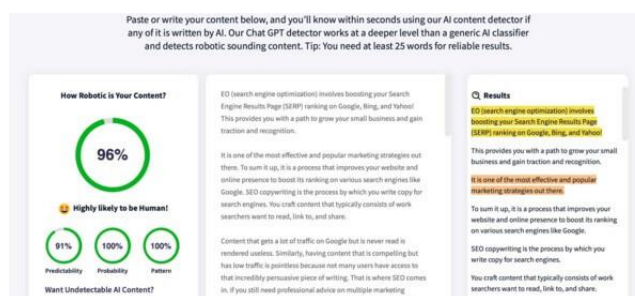 Paste or write your content below, and you'll know within seconds using our AI content detector if
any of it is written by AI. Our Chat GPT detector works at a deeper level than a generic AI classifier
and detects robotic sounding content. Tip: You need at least 25 words for reliable results.
How Robotic is Your Content?
96%
Highly likely to be Human!
91%
100%
100%
Predictability
Probability
Pattern
Want Undetectable AI Content?
EO (search engine optimization) involves boosting your Search
Engine Results Page (SERP) ranking on Google, Bing, and Yahoo!
This provides you with a path to grow your small business and gain
traction and recognition.
It is one of the most effective and popular marketing strategies out
there. To sum it up, it is a process that improves your website and
online presence to boost its ranking on various search engines like
Google. SEO copywriting is the process by which you write copy for
search engines. You craft content that typically consists of work
searchers want to read, link to, and share.
Content that gets a lot of traffic on Google but is never read is
rendered useless. Similarly, having content that is compelling but
has low traffic is pointless because not many users have access to
that incredibly persuasive piece of writing. That is where SEO comes
in. If you still need professional advice on multiple marketing
Results
EO (search engine optimization) involves
boosting your Search Engine Results Page
(SERP) ranking on Google, Bing, and Yahoo!
This provides you with a path to grow your small
business and gain traction and recognition.
It is one of the most effective and popular
marketing strategies out there.
To sum it up, it is a process that improves your
website and online presence to boost its ranking
on various search engines like Google.
SEO copywriting is the process by which you
write copy for search engines.
You craft content that typically consists of work
searchers want to read, link to, and share.